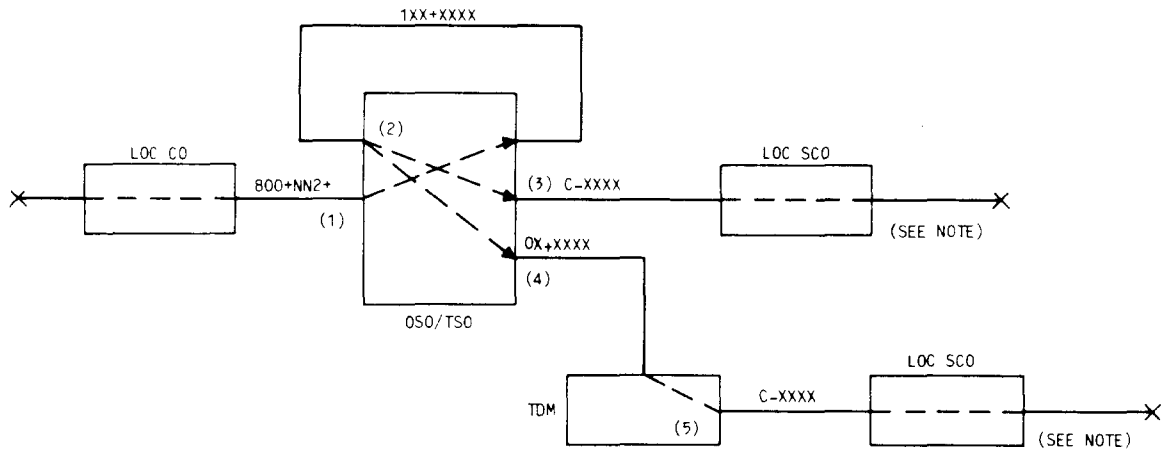 1XX+XXXX
(2)
LOC CO
LOC SCO
800+NN2+
(3) C-XXXX
(1)
(SEE NOTE)
0X+XXXX
(4)
OSO/TSO
LOC SCO
TDM
C-XXXX
(5)
(SEE NOTE)